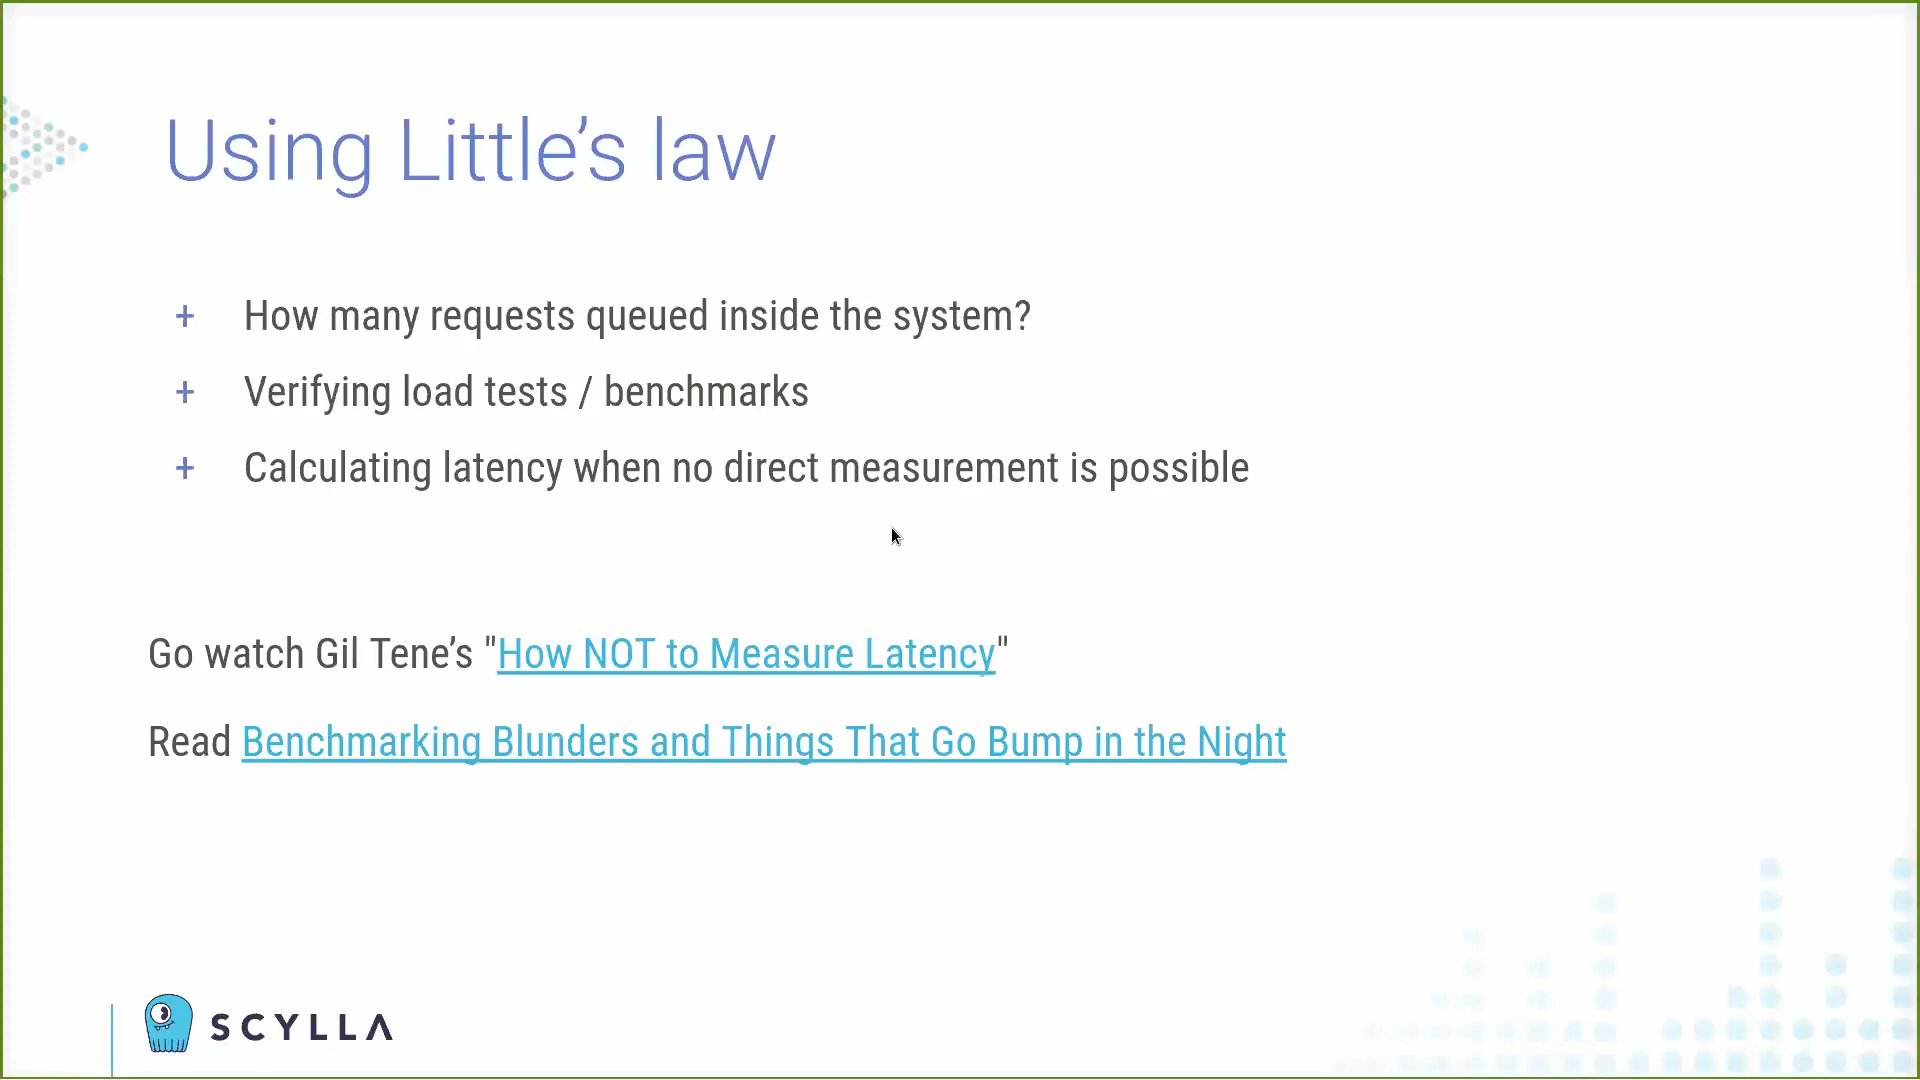 Using Little’s law
+ How many requests queued inside the system?
+ Verifying load tests / benchmarks
+ Calculating latency when no direct measurement is possible
Go watch Gil Tene’s "How NOT to Measure Latency"
Read Benchmarking Blunders and Things That Go Bump in the Night
SCYLLA